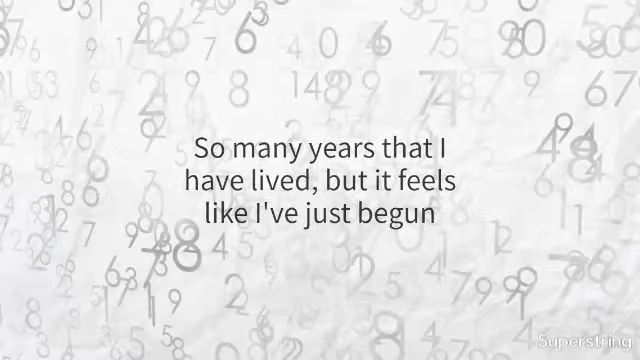 So many years that I
have lived, but it feels
like I've just begun
Superstring